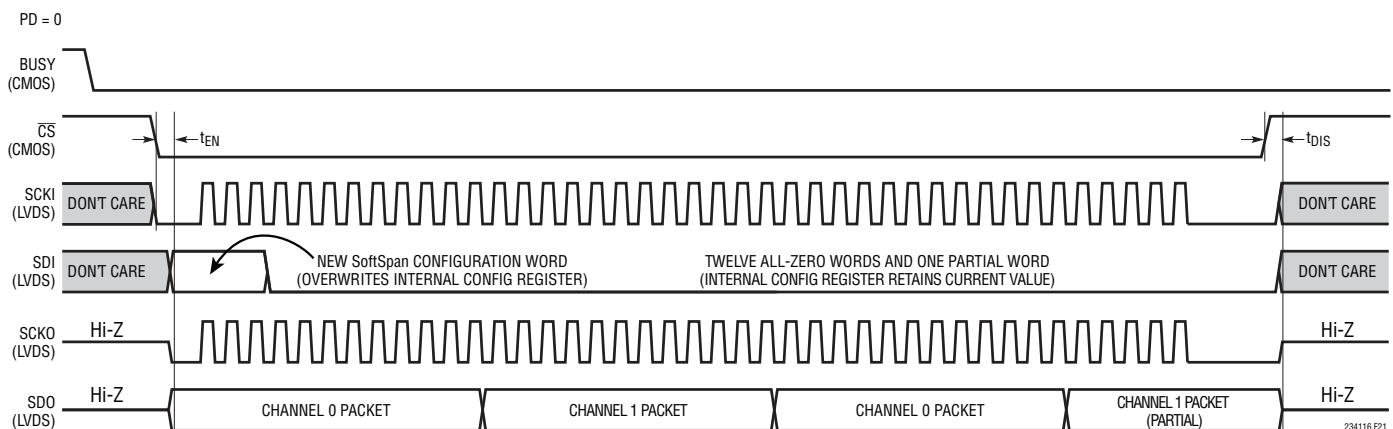 PD = 0
BUSY
(CMOS)
CS
(CMOS)
tEN
tDIS
SCKI
(LVDS)
DON'T CARE
DON'T CARE
SDI
(LVDS)
DON'T CARE
NEW SoftSpan CONFIGURATION WORD
(OVERWRITES INTERNAL CONFIG REGISTER)
TWELVE ALL-ZERO WORDS AND ONE PARTIAL WORD
(INTERNAL CONFIG REGISTER RETAINS CURRENT VALUE)
DON'T CARE
SCKO
(LVDS)
Hi-Z
Hi-Z
SDO
(LVDS)
Hi-Z
CHANNEL 0 PACKET
CHANNEL 1 PACKET
CHANNEL 0 PACKET
CHANNEL 1 PACKET
(PARTIAL)
Hi-Z
234116 F21